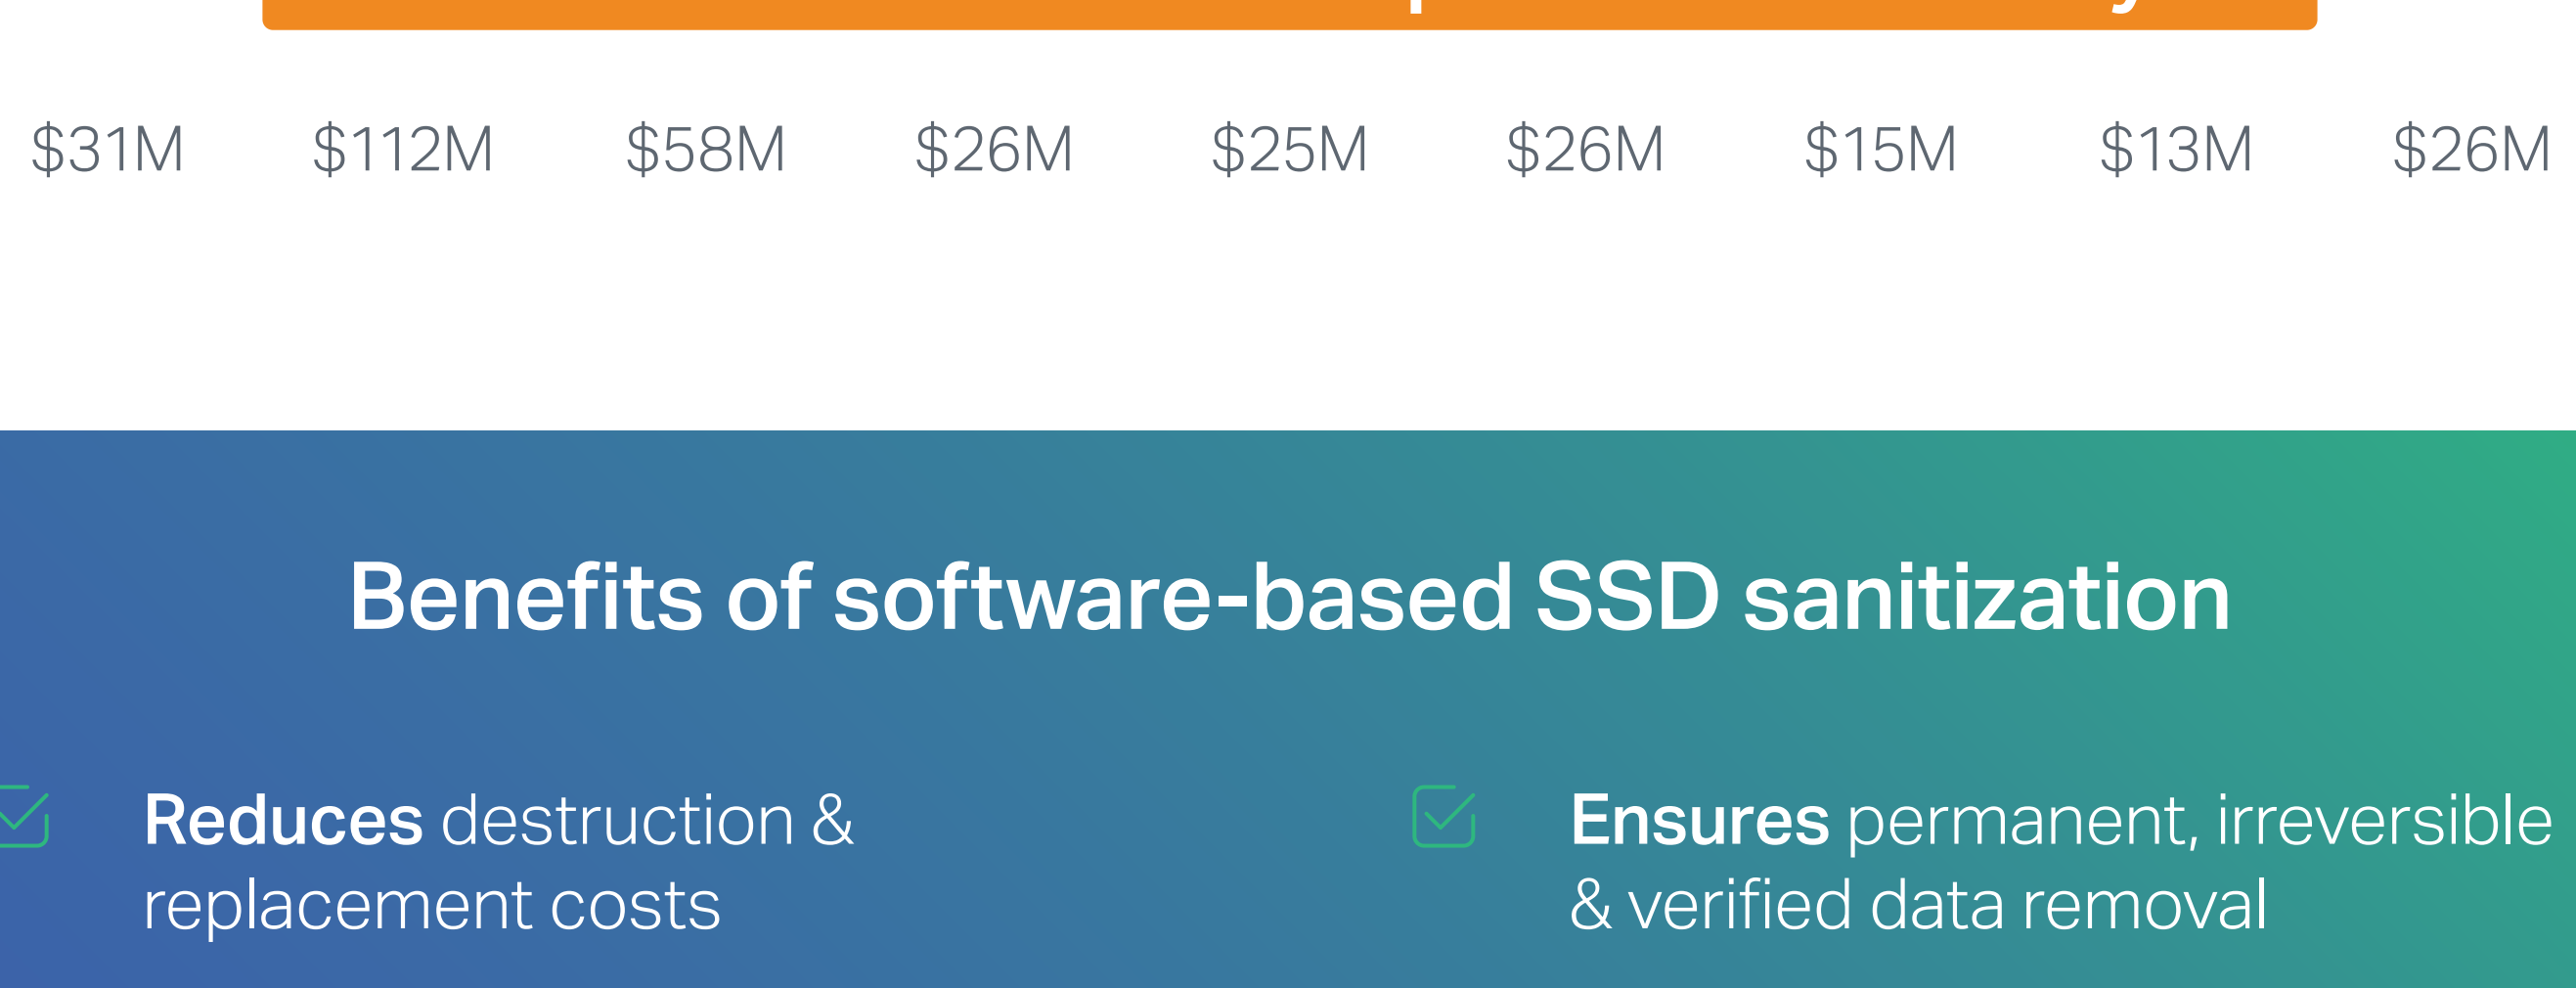 $31M $112M $58M $26M $25M $26M $15M $13M $26M
Benefits of software-based SSD sanitization
Reduces destruction &
replacement costs
Ensures permanent, irreversible
& verified data removal